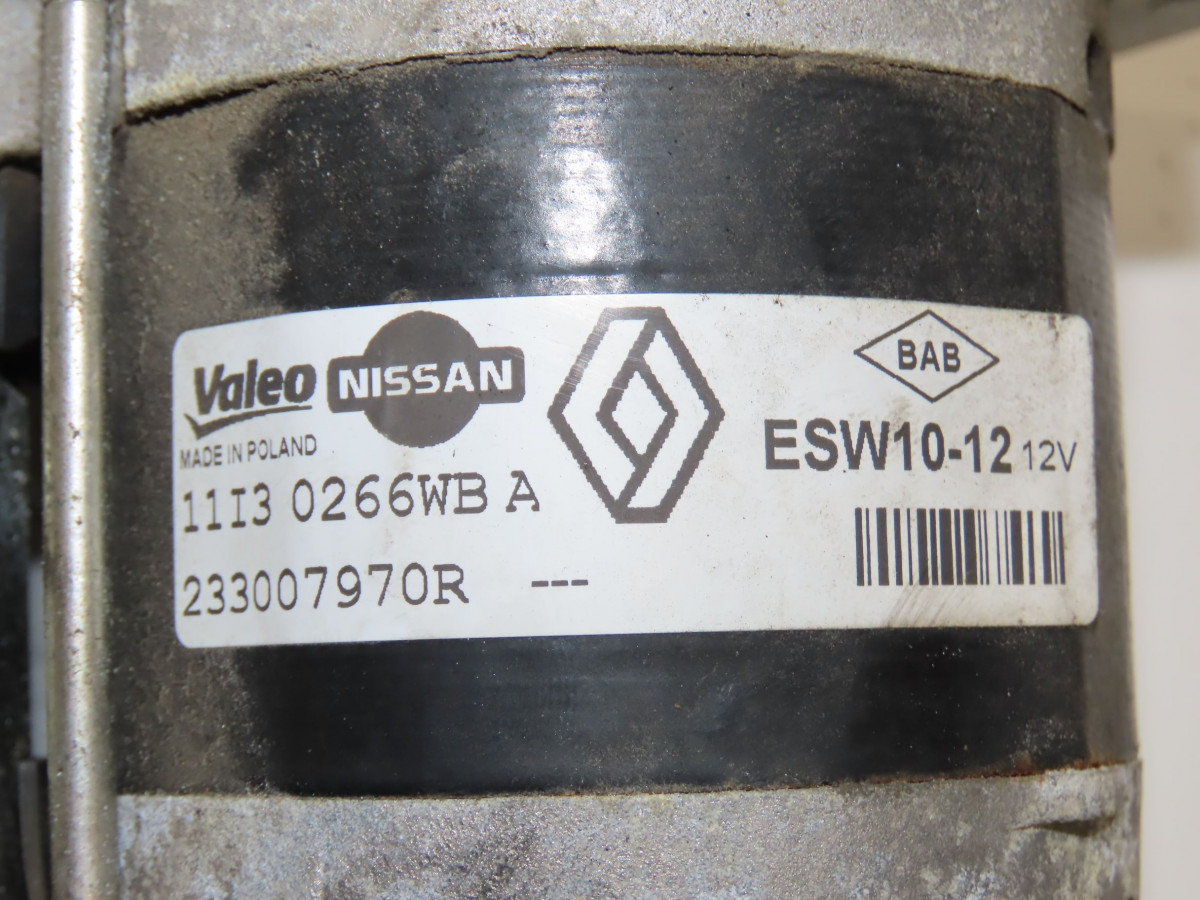 Valeo NISSAN
MADE IN POLAND
BAB
ESW10-12 12V
11I3 0266WB A
233007970R ---